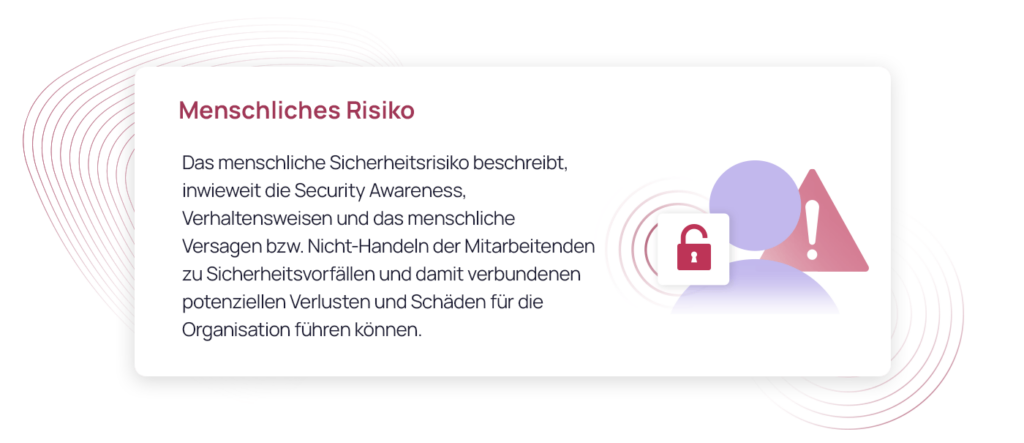 Menschliches Risiko
Das menschliche Sicherheitsrisiko beschreibt,
inwieweit die Security Awareness,
Verhaltensweisen und das menschliche
Versagen bzw. Nicht-Handeln der Mitarbeitenden
zu Sicherheitsvorfällen und damit verbundenen
potenziellen Verlusten und Schäden für die
Organisation führen können.